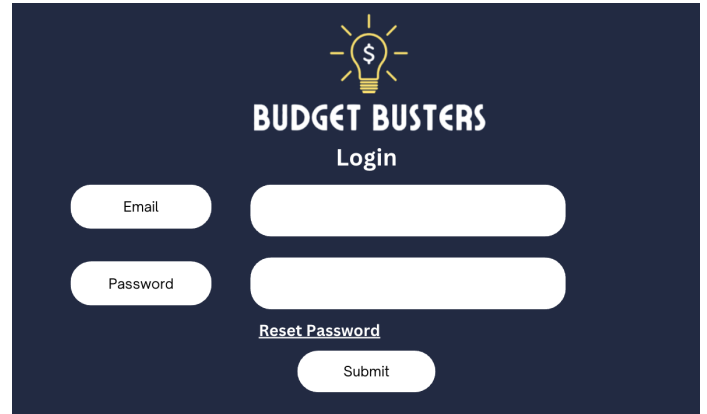 $
BUDGET BUSTERS
Login
Email
Password
Reset Password
Submit